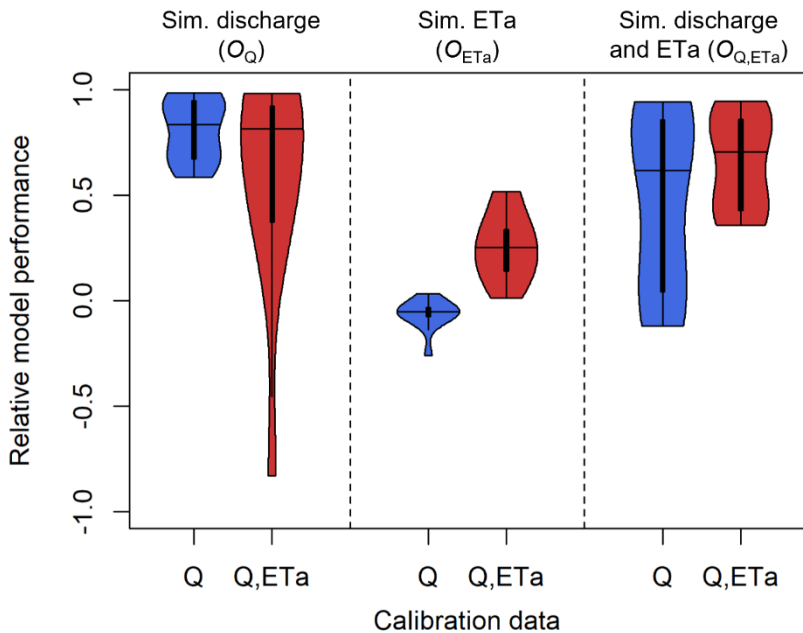 Sim. discharge
(OQ)
Sim. ETa
(OETa)
Sim. discharge
and ETa (OQ,ETa)
Relative model performance
1.0
0.5
0.0
-0.5
-1.0
Q
Q,ETa
Q
Q,ETa
Q
Q,ETa
Calibration data